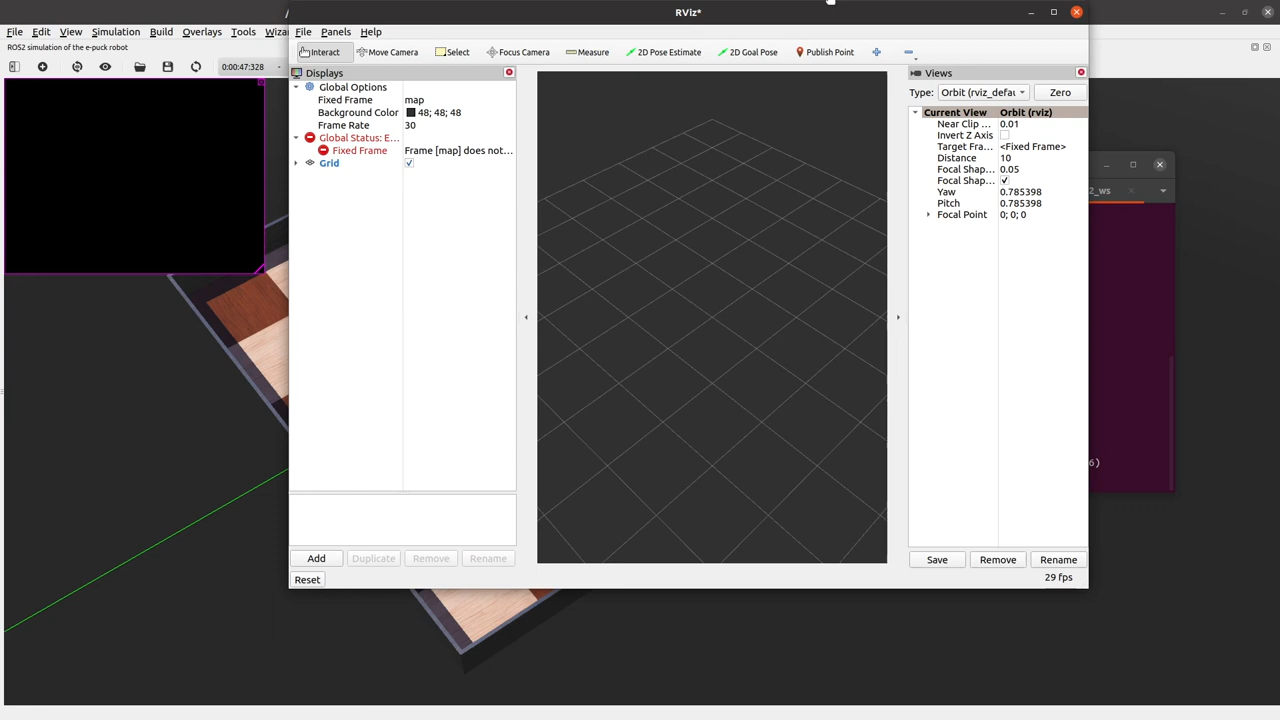 RViz*
File Edit View Simulation Build Overlays Tools Wiza
File Panels Help
ROS2 simulation of the e-puck robot
Interact Move Camera Select Focus Camera Measure 2D Pose Estimate 2D Goal Pose Publish Point
0:00:47:328
Displays
Global Options
Fixed Frame map
Background Color 48; 48; 48
Frame Rate 30
Global Status: E...
Fixed Frame Frame [map] does not...
Grid
Add Duplicate Remove Rename
Reset
Views
Type: Orbit (rviz_defau Zero
Current View Orbit (rviz)
Near Clip ... 0.01
Invert Z Axis
Target Fra... <Fixed Frame>
Distance 10
Focal Shap... 0.05
Focal Shap...
Yaw 0.785398
Pitch 0.785398
Focal Point 0; 0; 0
Save Remove Rename
29 fps
2_ws
6)